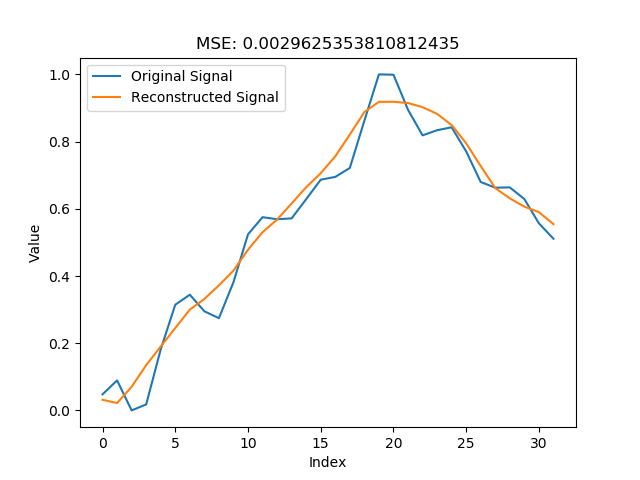 MSE: 0.0029625353810812435
Original Signal
Reconstructed Signal
1.0
0.8
0.6
0.4
0.2
0.0
Value
0 5 10 15 20 25 30
Index